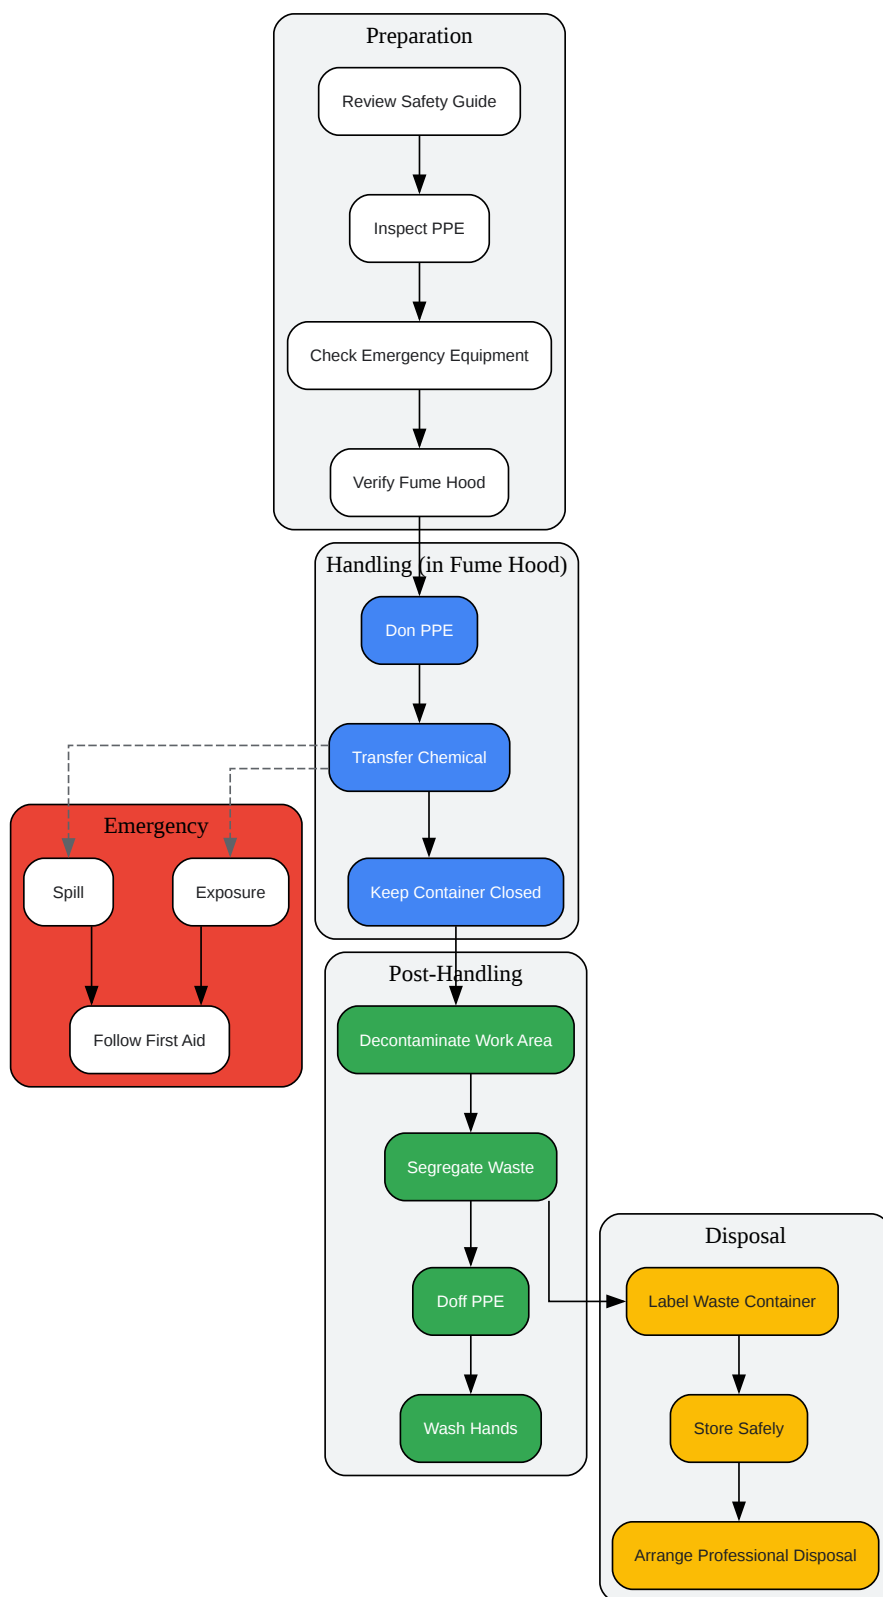 Preparation
Review Safety Guide
Inspect PPE
Check Emergency Equipment
Verify Fume Hood
Handling (in Fume Hood)
Don PPE
Transfer Chemical
Keep Container Closed
Emergency
Spill
Exposure
Follow First Aid
Post-Handling
Decontaminate Work Area
Segregate Waste
Doff PPE
Wash Hands
Disposal
Label Waste Container
Store Safely
Arrange Professional Disposal